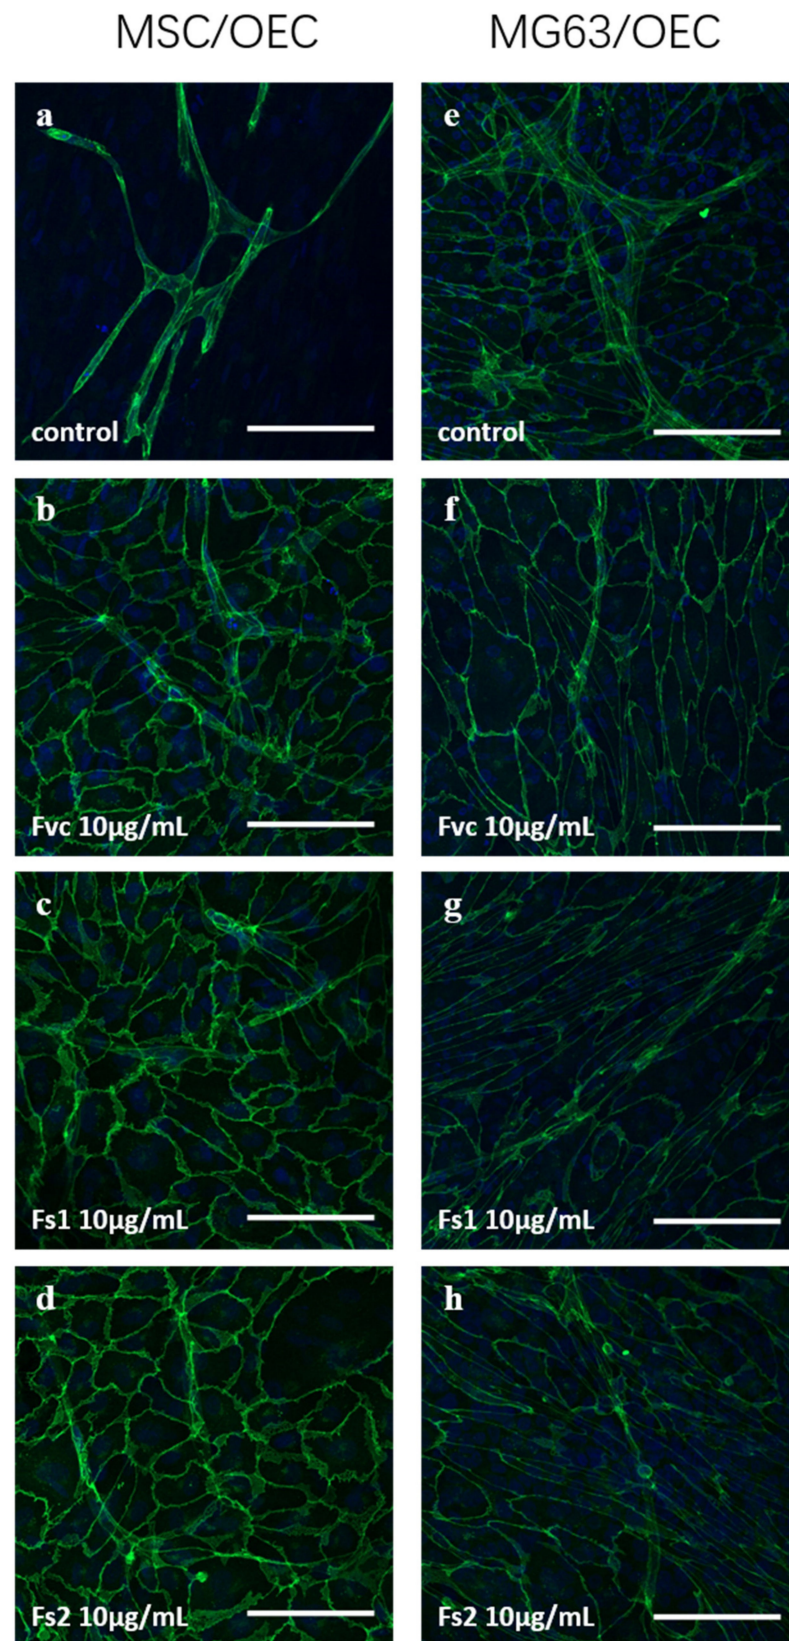 MSC/OEC MG63/OEC
a
control
e
control
b
Fvc 10μg/mL
f
Fvc 10μg/mL
c
Fs1 10μg/mL
g
Fs1 10μg/mL
d
Fs2 10μg/mL
h
Fs2 10μg/mL